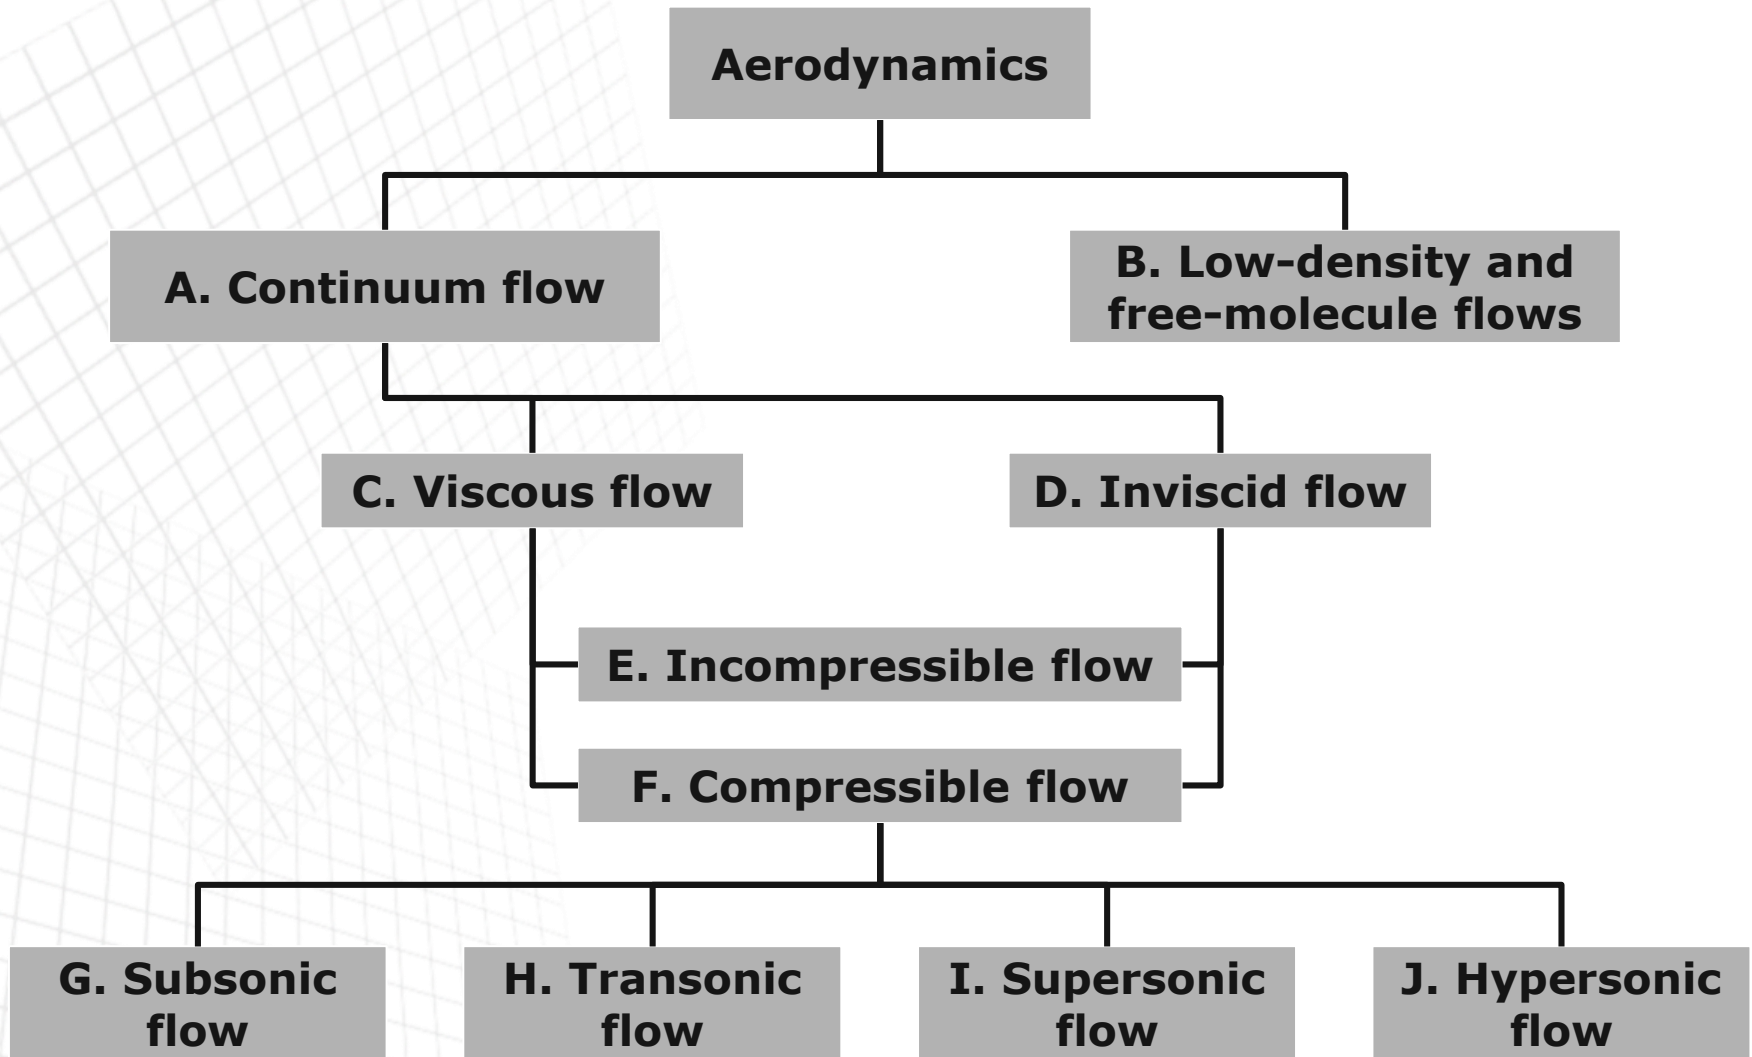 Aerodynamics
A. Continuum flow
B. Low-density and
free-molecule flows
C. Viscous flow
D. Inviscid flow
E. Incompressible flow
F. Compressible flow
G. Subsonic
flow
H. Transonic
flow
I. Supersonic
flow
J. Hypersonic
flow